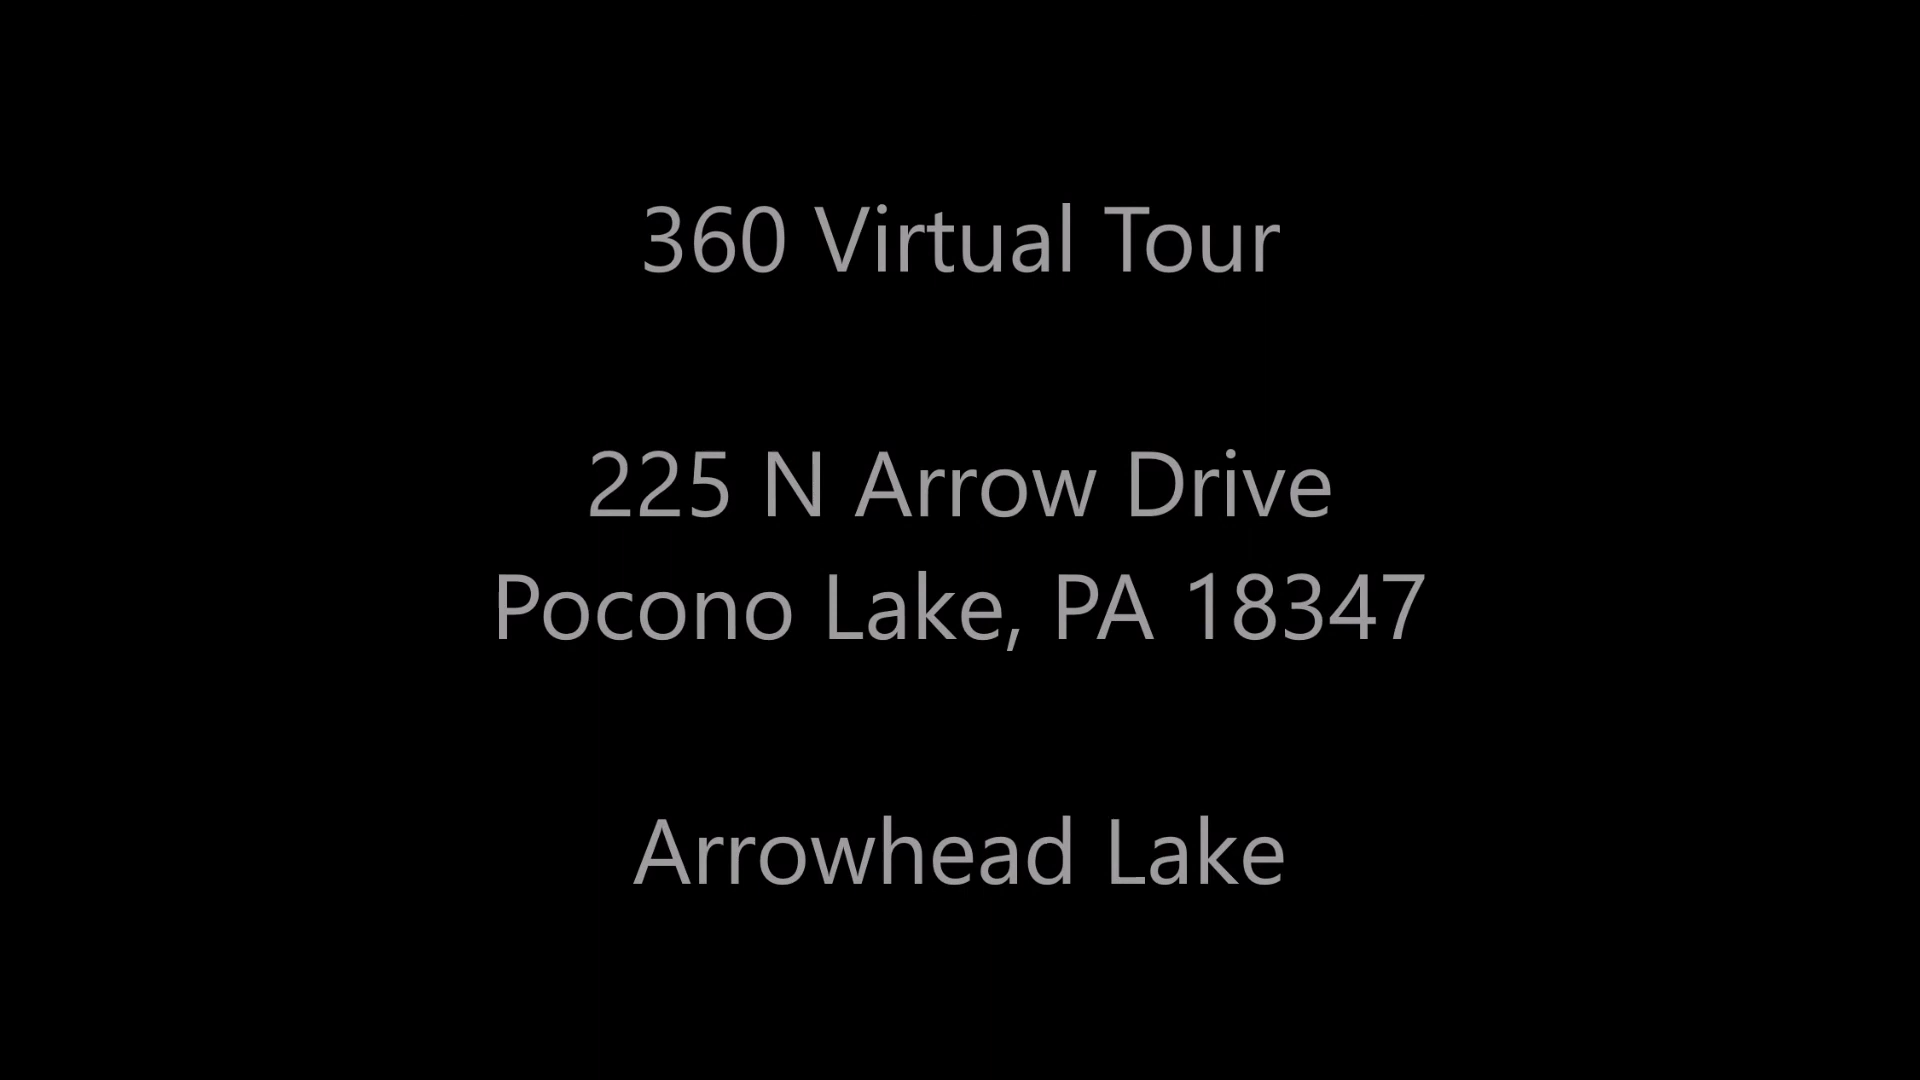 360 Virtual Tour
225 N Arrow Drive
Pocono Lake, PA 18347
Arrowhead Lake